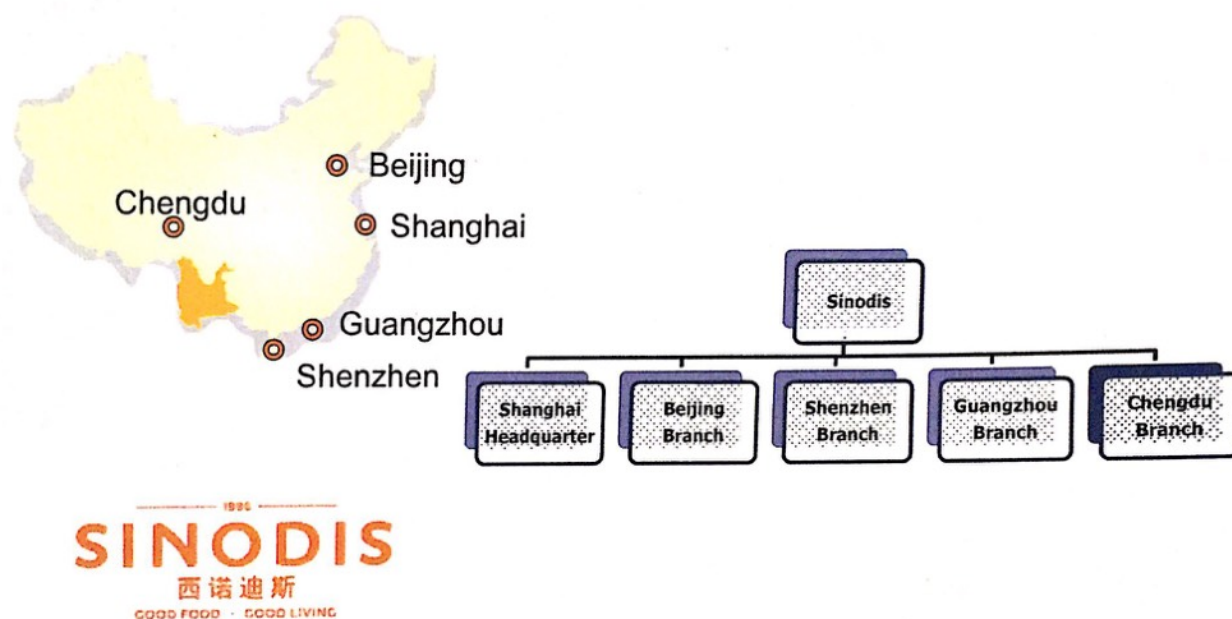 Beijing
Chengdu
Shanghai
Guangzhou
Shenzhen
Sinodis
Shanghai
Headquarter
Beijing
Branch
Shenzhen
Branch
Guangzhou
Branch
Chengdu
Branch
1996
SINODIS
西诺迪斯
GOOD FOOD · GOOD LIVING